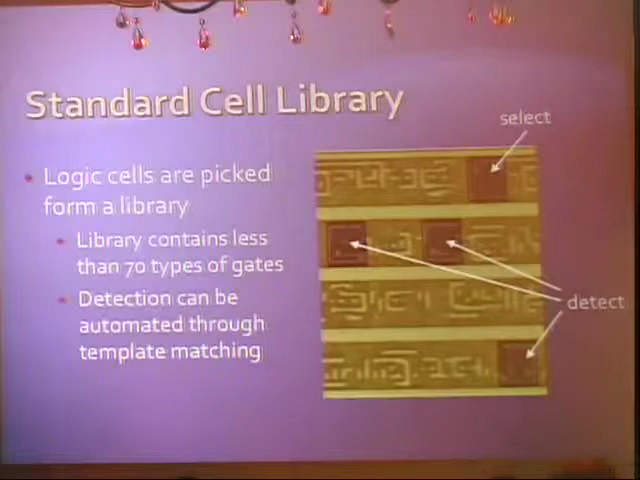 Standard Cell Library
select
Logic cells are picked
form a library
Library contains less
than 70 types of gates
Detection can be
automated through
template matching
detect